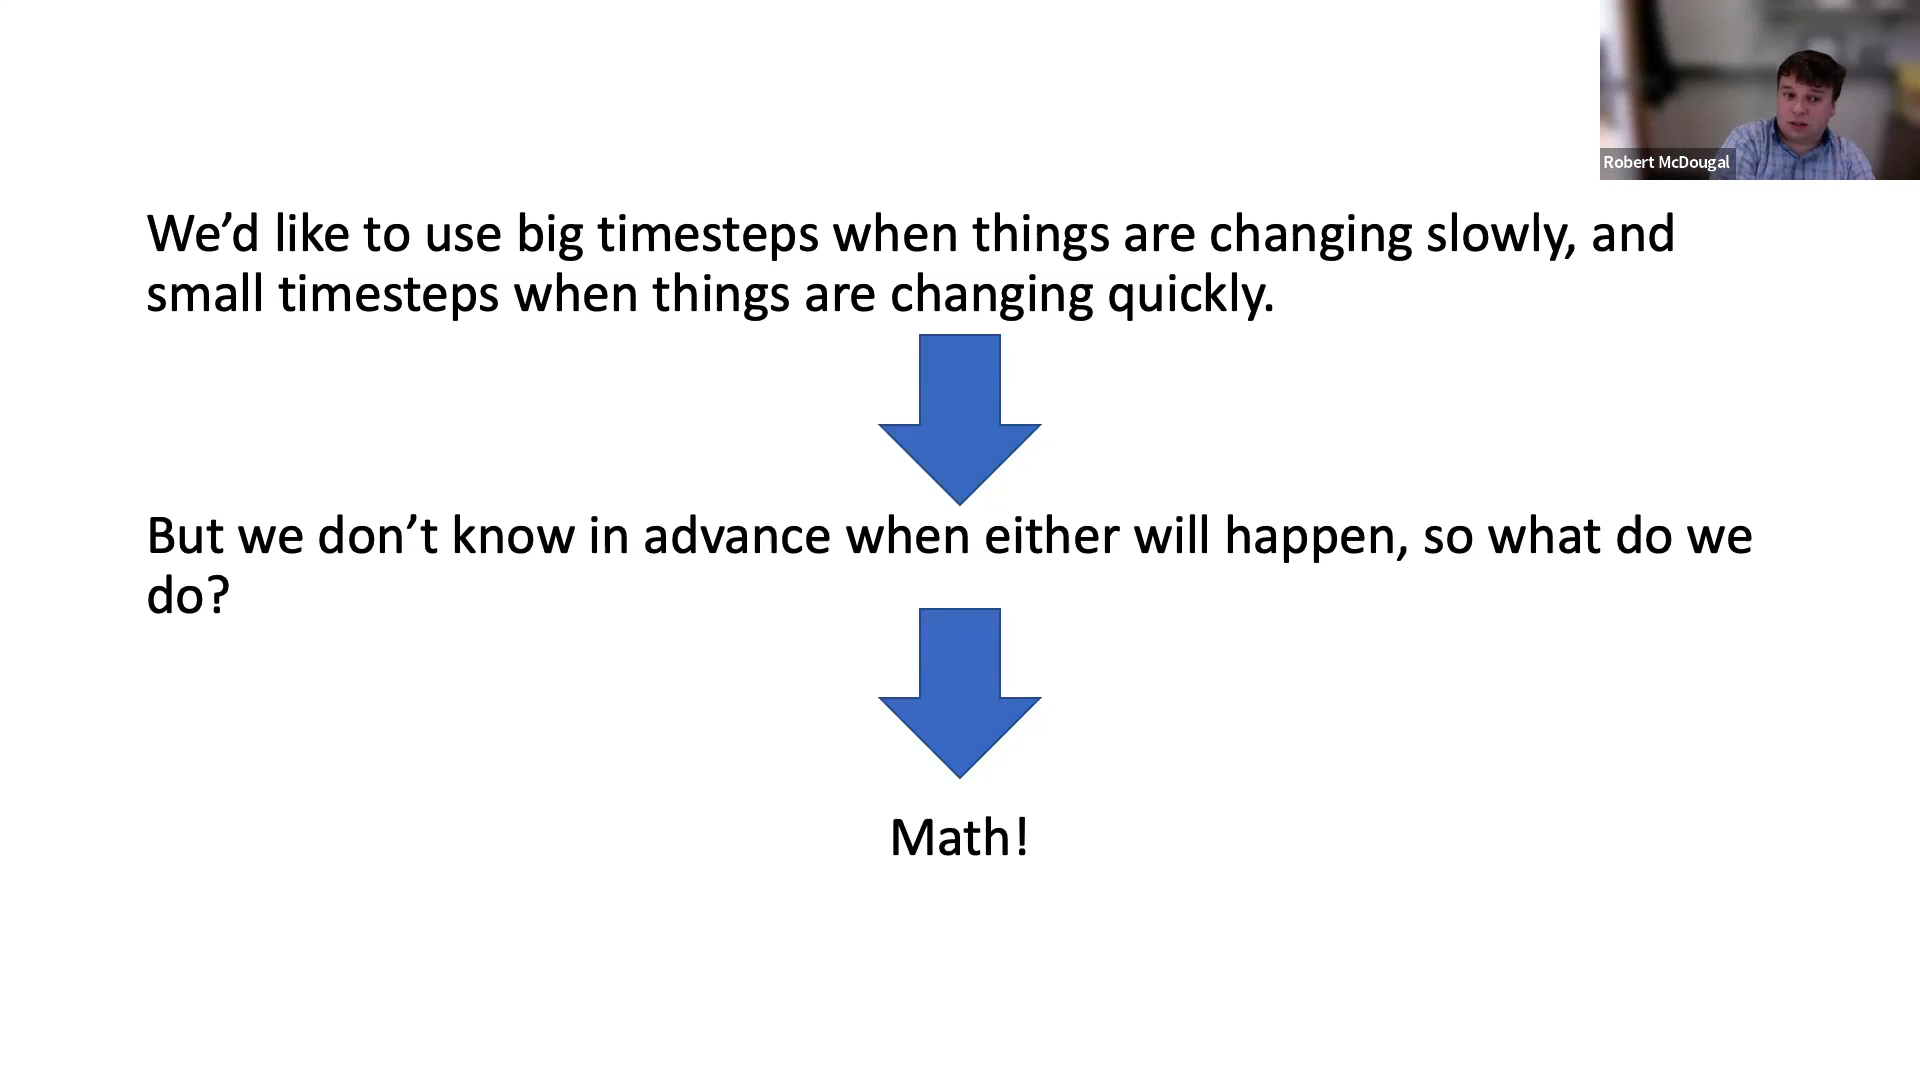 Robert McDougal
We’d like to use big timesteps when things are changing slowly, and
small timesteps when things are changing quickly.
But we don’t know in advance when either will happen, so what do we
do?
Math!